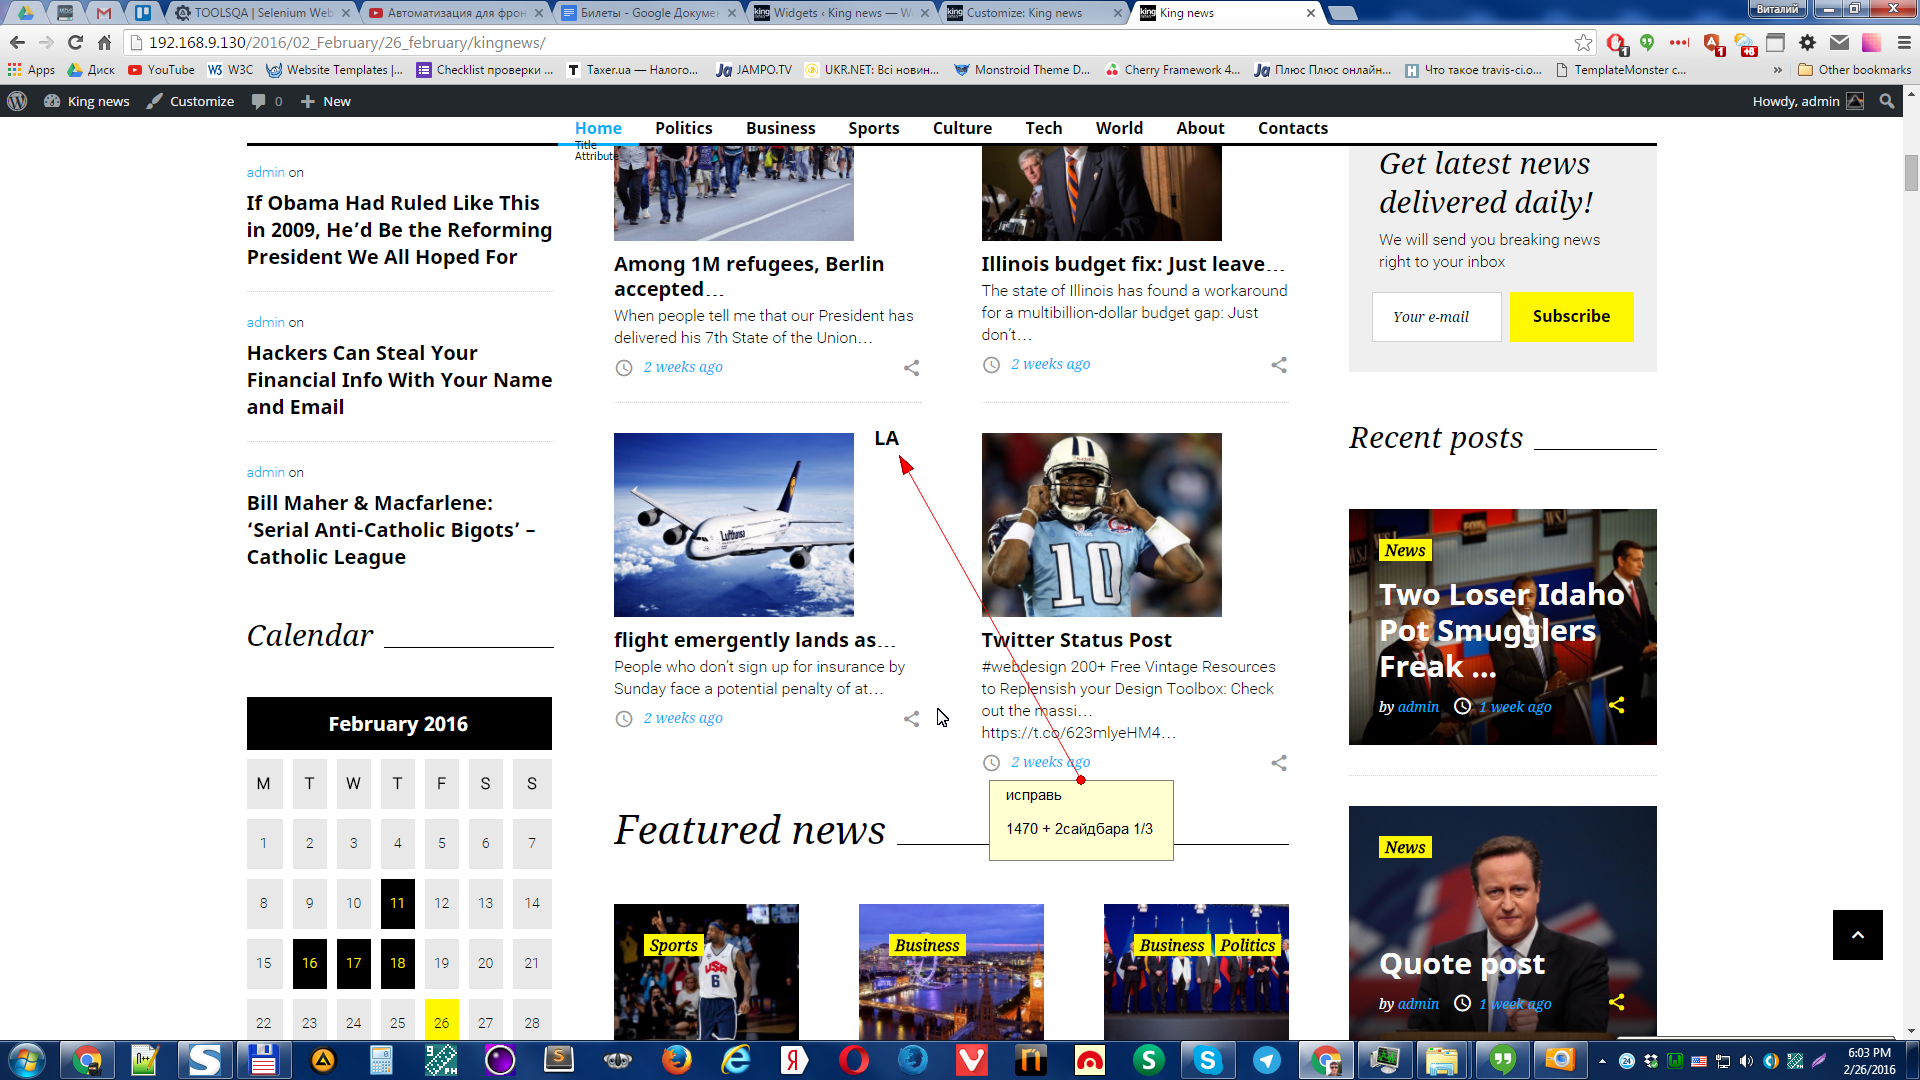 TOOLSQA | Selenium Web
Автоматизация для фрон
Билеты - Google Докумен
Widgets ‹ King news — W
Customize: King news
King news
Виталий
192.168.9.130/2016/02_February/26_february/kingnews/
Apps
Диск
YouTube
W3C
Website Templates |...
Checklist проверки ...
Taxer.ua — Налого...
JAMPO.TV
UKR.NET: Всі новин...
Monstroid Theme D...
Cherry Framework 4...
Плюс Плюс онлайн...
Что такое travis-ci.o...
TemplateMonster c...
Other bookmarks
King news
Customize
0
New
Howdy, admin
Home
Politics
Business
Sports
Culture
Tech
World
About
Contacts
Title
Attribute
admin on
If Obama Had Ruled Like This
in 2009, He’d Be the Reforming
President We All Hoped For
admin on
Hackers Can Steal Your
Financial Info With Your Name
and Email
admin on
Bill Maher & Macfarlene:
‘Serial Anti-Catholic Bigots’ –
Catholic League
Calendar
February 2016
M T W T F S S
1 2 3 4 5 6 7
8 9 10 11 12 13 14
15 16 17 18 19 20 21
22 23 24 25 26 27 28
Among 1M refugees, Berlin
accepted…
When people tell me that our President has
delivered his 7th State of the Union…
2 weeks ago
Illinois budget fix: Just leave…
The state of Illinois has found a workaround
for a multibillion-dollar budget gap: Just
don’t…
2 weeks ago
LA
Lufthansa
flight emergently lands as…
People who don’t sign up for insurance by
Sunday face a potential penalty of at…
2 weeks ago
10
Twitter Status Post
#webdesign 200+ Free Vintage Resources
to Replensish your Design Toolbox: Check
out the massi…
https://t.co/623mlyeHM4…
2 weeks ago
исправь
1470 + 2сайдбара 1/3
Featured news
Sports
USA
6
Business
Business
Politics
Get latest news
delivered daily!
We will send you breaking news
right to your inbox
Your e-mail
Subscribe
Recent posts
News
Two Loser Idaho
Pot Smugglers
Freak ...
by admin
1 week ago
News
Quote post
by admin
1 week ago
6:03 PM
2/26/2016